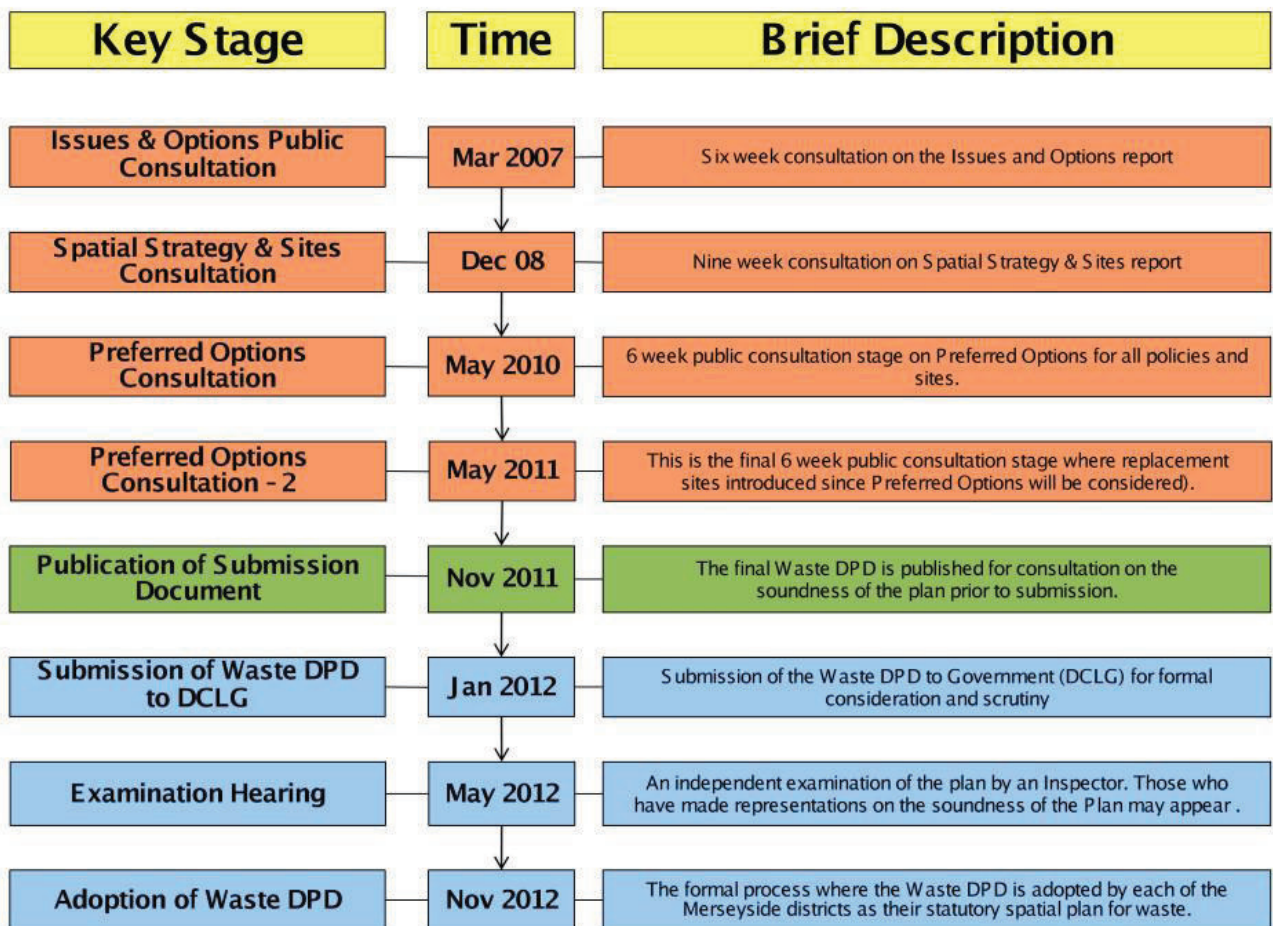 Key Stage
Time
Brief Description
Issues & Options Public
Consultation
Mar 2007
Six week consultation on the Issues and Options report
Spatial Strategy & Sites
Consultation
Dec 08
Nine week consultation on Spatial Strategy & Sites report
Preferred Options
Consultation
May 2010
6 week public consultation stage on Preferred Options for all policies and
sites.
Preferred Options
Consultation - 2
May 2011
This is the final 6 week public consultation stage where replacement
sites introduced since Preferred Options will be considered).
Publication of Submission
Document
Nov 2011
The final Waste DPD is published for consultation on the
soundness of the plan prior to submission.
Submission of Waste DPD
to DCLG
Jan 2012
Submission of the Waste DPD to Government (DCLG) for formal
consideration and scrutiny
Examination Hearing
May 2012
An independent examination of the plan by an Inspector. Those who
have made representations on the soundness of the Plan may appear .
Adoption of Waste DPD
Nov 2012
The formal process where the Waste DPD is adopted by each of the
Merseyside districts as their statutory spatial plan for waste.